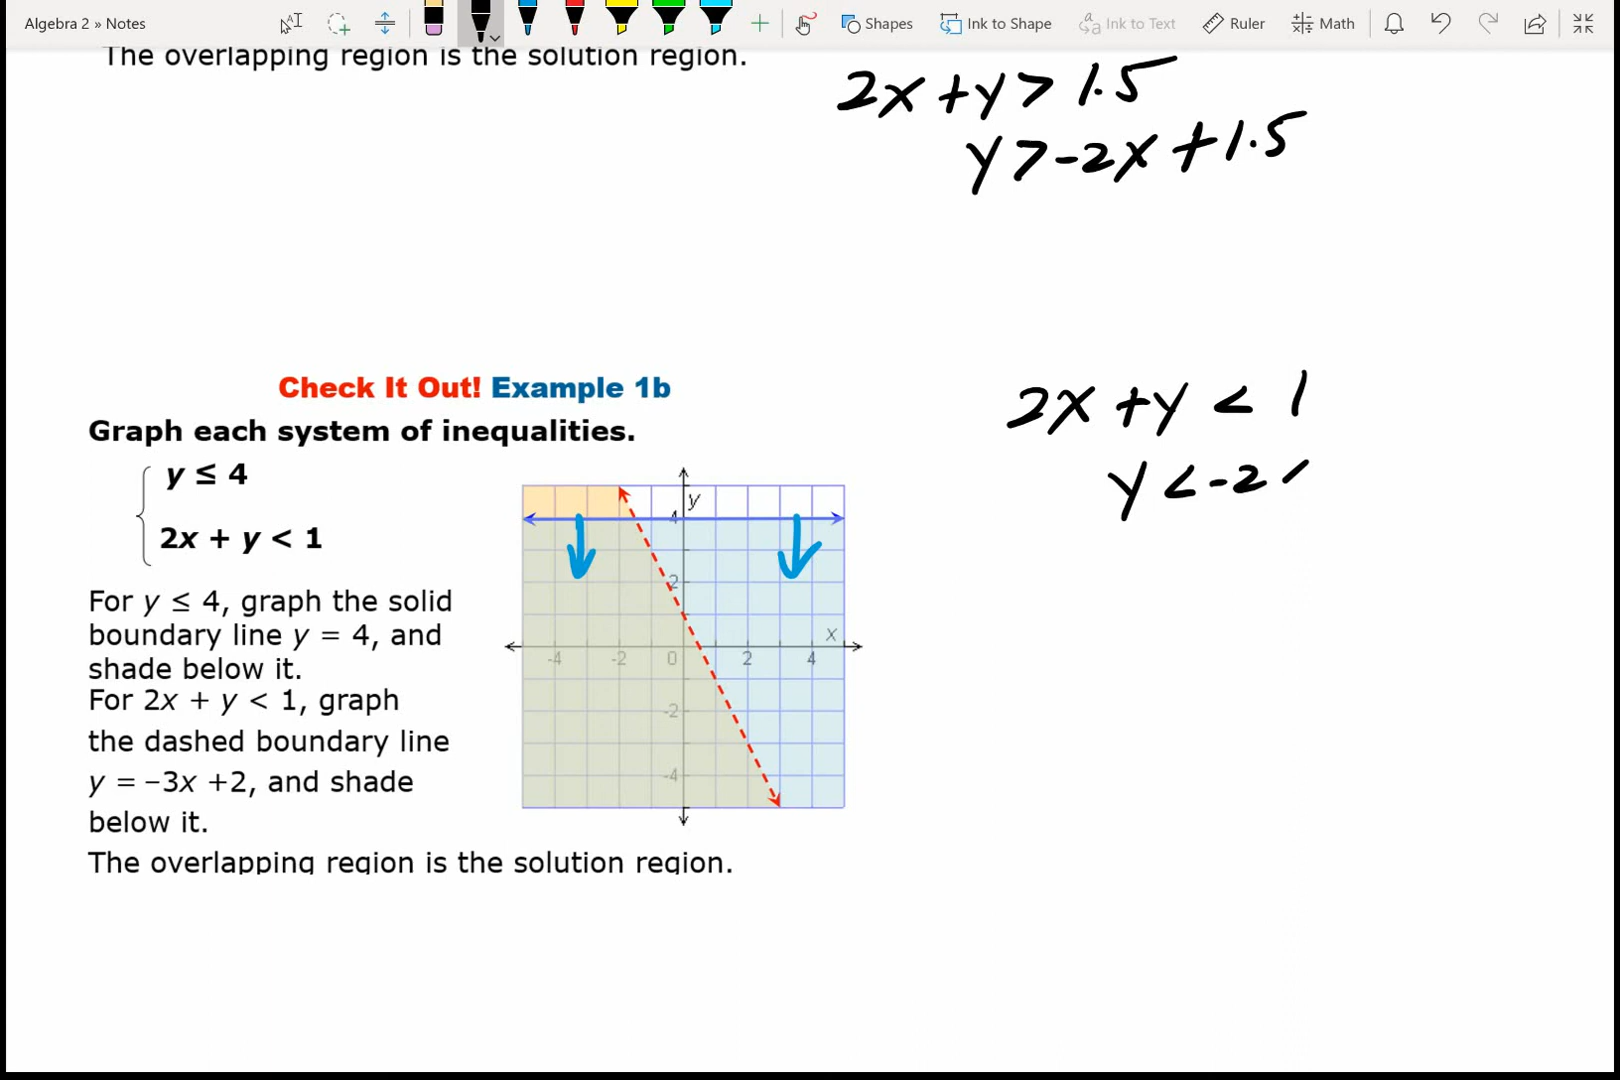 Algebra 2 » Notes
Shapes
Ink to Shape
Ink to Text
Ruler
Math
The overlapping region is the solution region.
2x + y > 1.5
y > -2x + 1.5
Check It Out! Example 1b
Graph each system of inequalities.
y ≤ 4
2x + y < 1
2x + y < 1
y < -2
For y ≤ 4, graph the solid
boundary line y = 4, and
shade below it.
For 2x + y < 1, graph
the dashed boundary line
y = −3x +2, and shade
below it.
y
4
2
x
-4 -2 0 2 4
-2
-4
The overlapping region is the solution region.